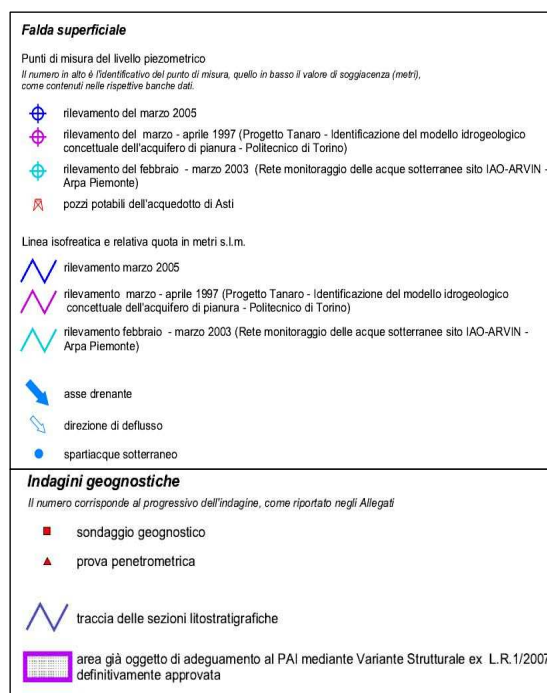 Falda superficiale
Punti di misura del livello piezometrico
Il numero in alto è l'identificativo del punto di misura, quello in basso il valore di soggiacenza (metri),
come contenuti nelle rispettive banche dati.
rilevamento del marzo 2005
rilevamento del marzo - aprile 1997 (Progetto Tanaro - Identificazione del modello idrogeologico
concettuale dell'acquifero di pianura - Politecnico di Torino)
rilevamento del febbraio - marzo 2003 (Rete monitoraggio delle acque sotterranee sito IAO-ARVIN -
Arpa Piemonte)
pozzi potabili dell'acquedotto di Asti
Linea isofreatica e relativa quota in metri s.l.m.
rilevamento marzo 2005
rilevamento marzo - aprile 1997 (Progetto Tanaro - Identificazione del modello idrogeologico
concettuale dell'acquifero di pianura - Politecnico di Torino)
rilevamento febbraio - marzo 2003 (Rete monitoraggio delle acque sotterranee sito IAO-ARVIN -
Arpa Piemonte)
asse drenante
direzione di deflusso
spartiacque sotterraneo
Indagini geognostiche
Il numero corrisponde al progressivo dell'indagine, come riportato negli Allegati
sondaggio geognostico
prova penetrometrica
traccia delle sezioni litostratigrafiche
area già oggetto di adeguamento al PAI mediante Variante Strutturale ex L.R.1/2007
definitivamente approvata